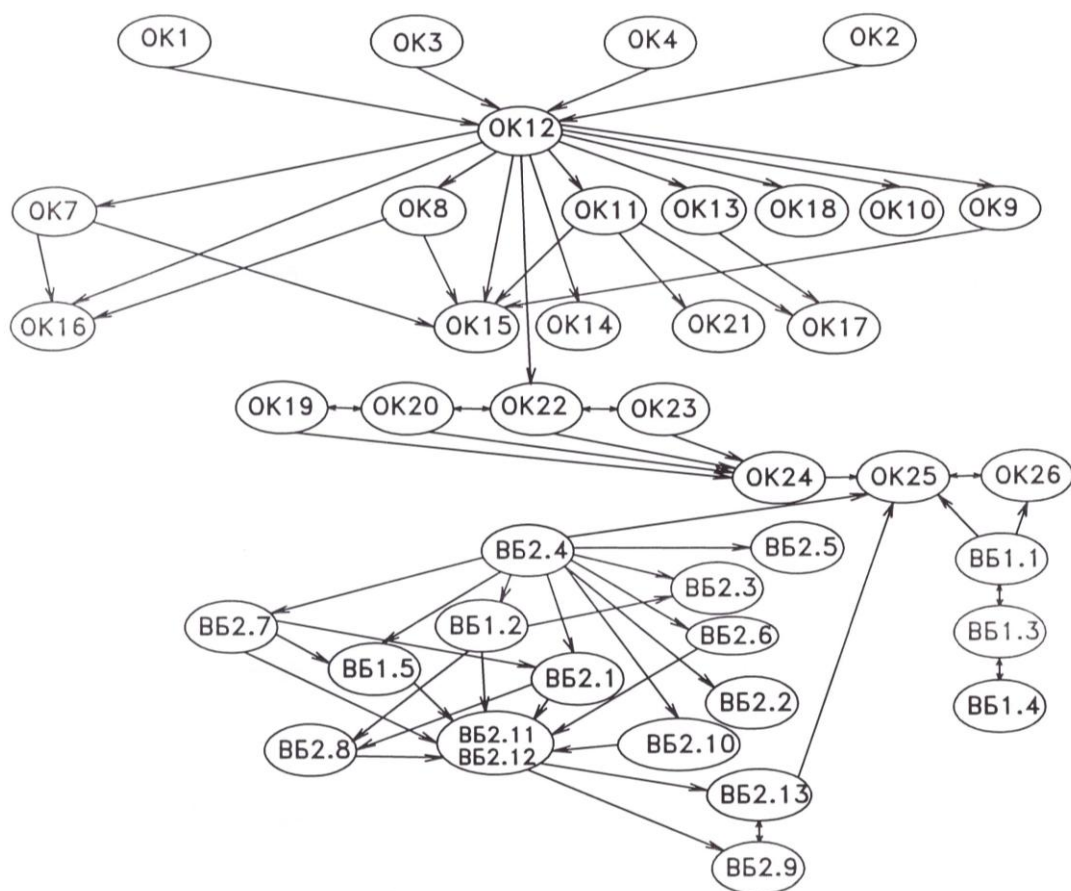 ОК1 ОК3 ОК4 ОК2
ОК12
ОК7 ОК8 ОК11 ОК13 ОК18 ОК10 ОК9
ОК16 ОК15 ОК14 ОК21 ОК17
ОК19 ОК20 ОК22 ОК23
ОК24 ОК25 ОК26
ВБ2.4 ВБ2.5 ВБ1.1
ВБ2.3
ВБ2.7 ВБ1.2 ВБ2.6 ВБ1.3
ВБ1.5 ВБ2.1 ВБ2.2 ВБ1.4
ВБ2.8 ВБ2.11 ВБ2.10
ВБ2.12
ВБ2.13
ВБ2.9